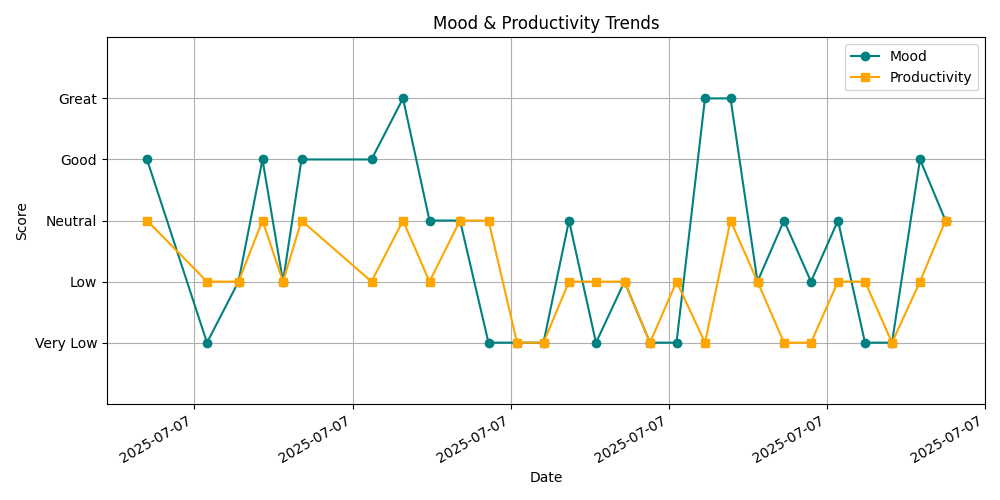 Mood & Productivity Trends
Mood
Productivity
Great
Good
Neutral
Low
Very Low
Score
2025-07-07
2025-07-07
2025-07-07
2025-07-07
2025-07-07
2025-07-07
Date